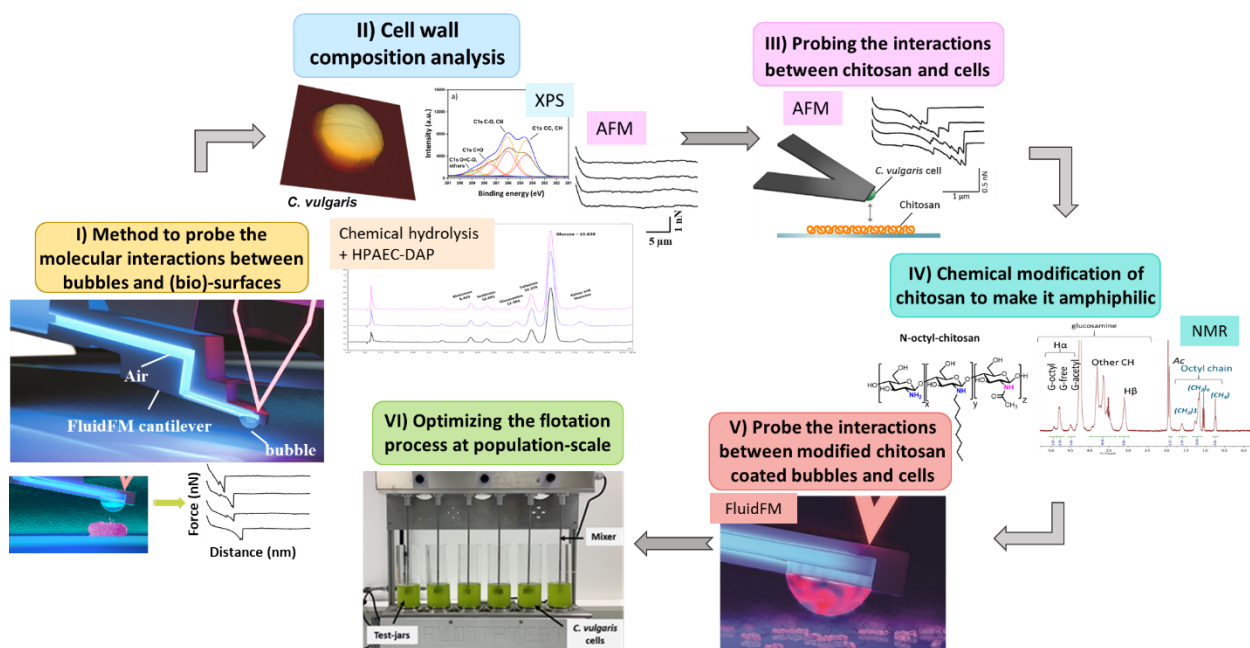 I) Method to probe the
molecular interactions between
bubbles and (bio)-surfaces
Air
FluidFM cantilever
bubble
Force (nN)
Distance (nm)
II) Cell wall
composition analysis
C. vulgaris
XPS
a)
Intensity (a.u.)
C1s C-O, CN
C1s CC, CH
C1s C=O
C1s O=C-O,
ethers
Binding energy (eV)
AFM
1 nN
5 µm
Chemical hydrolysis
+ HPAEC-DAP
III) Probing the interactions
between chitosan and cells
AFM
C. vulgaris cell
0.5 nN
1 µm
Chitosan
IV) Chemical modification of
chitosan to make it amphiphilic
NMR
N-octyl-chitosan
glucosamine
Hα
G-octyl
G-free
G-acetyl
Other CH
Hβ
Ac
Octyl chain
V) Probe the interactions
between modified chitosan
coated bubbles and cells
FluidFM
VI) Optimizing the flotation
process at population-scale
Mixer
Test-jars
C. vulgaris
cells